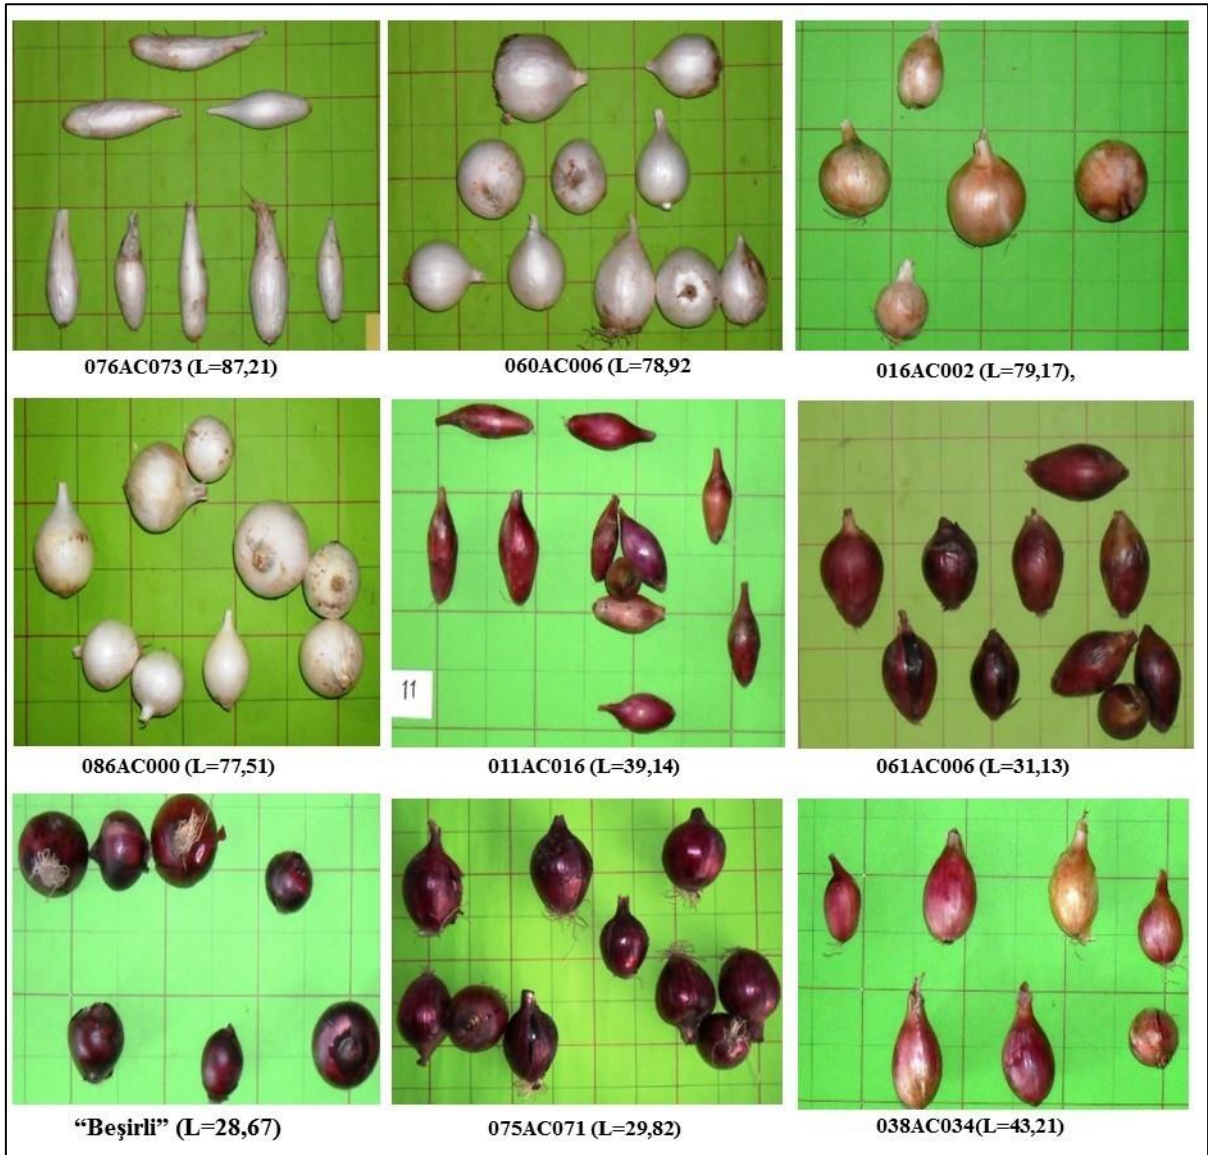 076AC073 (L=87,21)
060AC006 (L=78,92
016AC002 (L=79,17),
086AC000 (L=77,51)
11
011AC016 (L=39,14)
061AC006 (L=31,13)
“Beşirli” (L=28,67)
075AC071 (L=29,82)
038AC034(L=43,21)